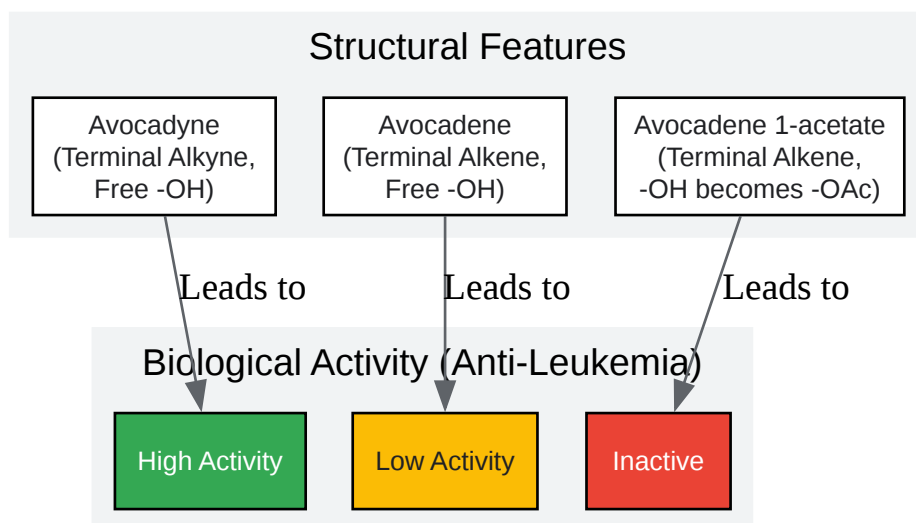 Structural Features
Avocadyne
(Terminal Alkyne,
Free -OH)
Avocadene
(Terminal Alkene,
Free -OH)
Avocadene 1-acetate
(Terminal Alkene,
-OH becomes -OAc)
Leads to
Leads to
Leads to
Biological Activity (Anti-Leukemia)
High Activity
Low Activity
Inactive